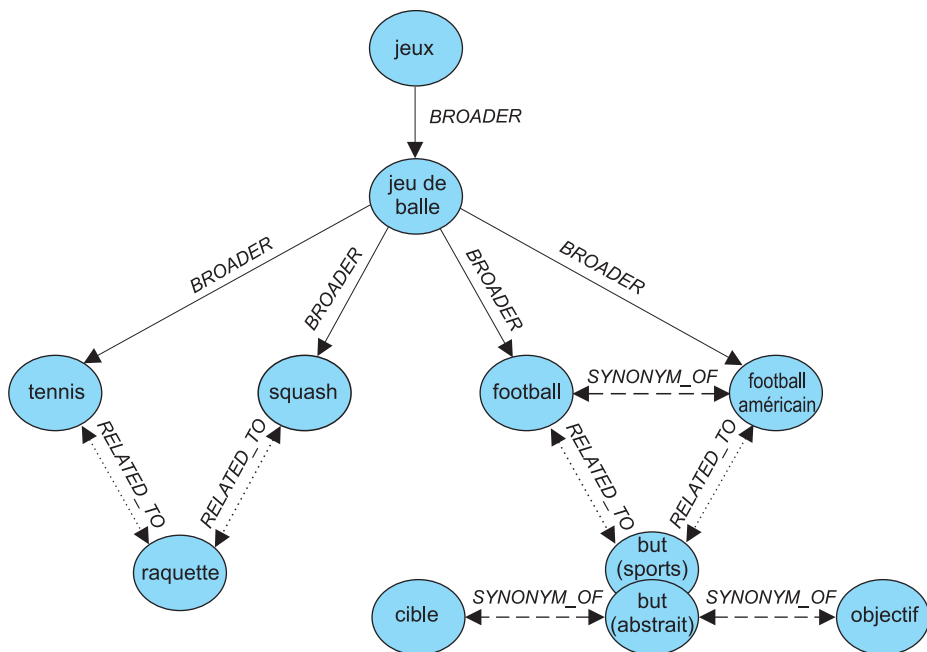 jeux
BROADER
jeu de
balle
BROADER
BROADER
BROADER
BROADER
tennis
squash
football
SYNONYM_OF
football
américain
RELATED_TO
RELATED_TO
RELATED_TO
RELATED_TO
raquette
but
(sports)
cible
SYNONYM_OF
but
(abstrait)
SYNONYM_OF
objectif